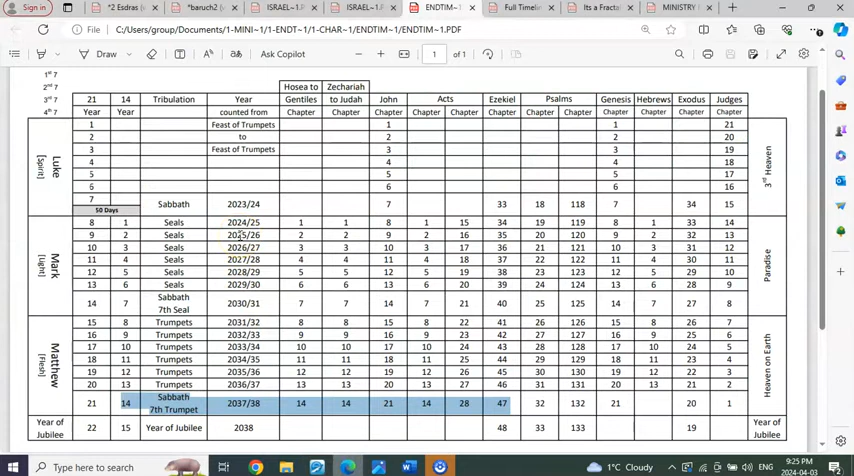 Sign in
*2 Esdras
*baruch2
ISRAEL~1
ISRAEL~1
ENDTIM~1
Full Timele
Its a Fractal
MINISTRY
File
C:/Users/group/Documents/1-MINI~1/1-ENDT~1/1-CHAR~1/ENDTIM~1/ENDTIM~1.PDF
Draw
Ask Copilot
1 of 1
1st 7
2nd 7 Hosea to Zechariah
3rd 7 21 14 Tribulation Year Gentiles to Judah John Acts Ezekiel Psalms Genesis Hebrews Exodus Judges
4th 7 Year Year counted from Chapter Chapter Chapter Chapter Chapter Chapter Chapter Chapter Chapter Chapter Chapter Chapter
Luke
[Spirit]
1 Feast of Trumpets 1 1 21
2 to 2 2 20
3 Feast of Trumpets 3 3 19
4 4 4 18
5 5 5 17
6 6 6 16
7 Sabbath 2023/24 7 33 18 118 7 34 15
50 Days
3rd Heaven
Mark
[Light]
8 1 Seals 2024/25 1 1 8 1 15 34 19 119 8 1 33 14
9 2 Seals 2025/26 2 2 9 2 16 35 20 120 9 2 32 13
10 3 Seals 2026/27 3 3 10 3 17 36 21 121 10 3 31 12
11 4 Seals 2027/28 4 4 11 4 18 37 22 122 11 4 30 11
12 5 Seals 2028/29 5 5 12 5 19 38 23 123 12 5 29 10
13 6 Seals 2029/30 6 6 13 6 20 39 24 124 13 6 28 9
14 7 Sabbath 7th Seal 2030/31 7 7 14 7 21 40 25 125 14 7 27 8
Paradise
Matthew
[Flesh]
15 8 Trumpets 2031/32 8 8 15 8 22 41 26 126 15 8 26 7
16 9 Trumpets 2032/33 9 9 16 9 23 42 27 127 16 9 25 6
17 10 Trumpets 2033/34 10 10 17 10 24 43 28 128 17 10 24 5
18 11 Trumpets 2034/35 11 11 18 11 25 44 29 129 18 11 23 4
19 12 Trumpets 2035/36 12 12 19 12 26 45 30 130 19 12 22 3
20 13 Trumpets 2036/37 13 13 20 13 27 46 31 131 20 13 21 2
21 14 Sabbath 7th Trumpet 2037/38 14 14 21 14 28 47 32 132 21 20 1
Heaven on Earth
Year of Jubilee 22 15 Year of Jubilee 2038 48 33 133 19 Year of Jubilee
Type here to search
1°C Cloudy
9:25 PM
2024-04-03